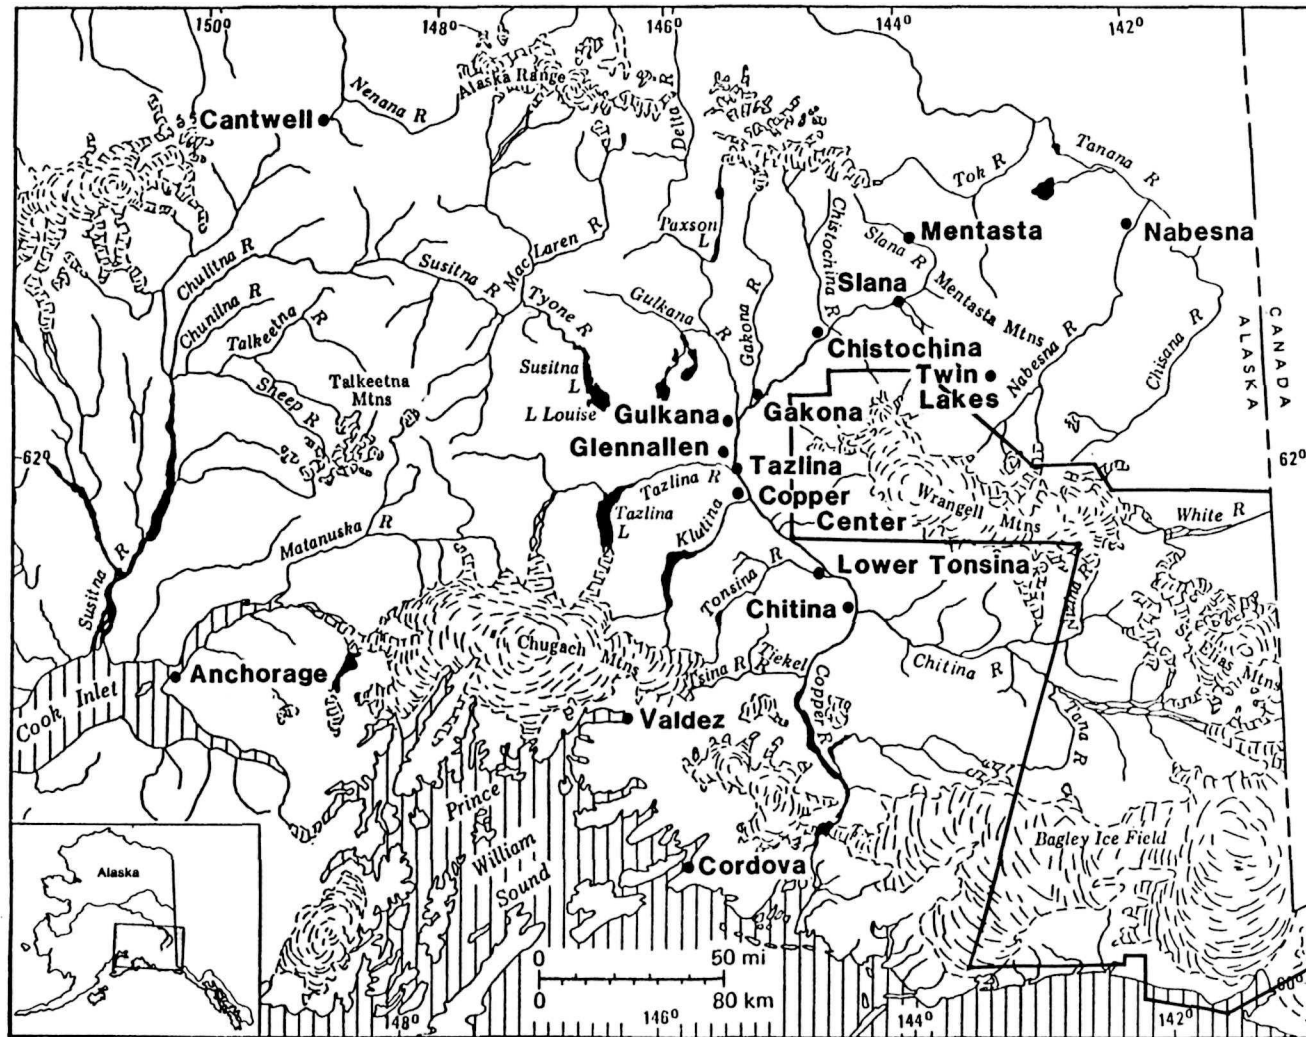 150°
148°
146°
144°
142°
Alaska Range
Nenana R
Cantwell
Delta R
Tanana R
Tok R
Chistochina R
Mentasta
Nabesna
Slana R
Paxson
L
Mac Laren R
Chulitna R
Susitna R
Slana
Mentasta Mtns
Chunilna R
Tyone R
Gulkana R
Gakona R
Nabesna R
Chisana R
CANADA
ALASKA
Talkeetna R
Chistochina
Twin
Lakes
Susitna
L
Talkeetna
Mtns
Sheep R
L Louise
Gulkana
Gakona
Glennallen
62°
62°
Tazlina R
Tazlina
Wrangell Mtns
Tazlina
L
Copper
Center
White R
Klutina R
Matanuska R
Lower Tonsina
Tonsina R
Susitna R
Chitina
Chugach Mtns
Tiekel R
Tsina R
Chitina R
St Elias Mtns
Anchorage
Cook Inlet
Copper R
Tana R
Valdez
Prince
William
Sound
Bagley Ice Field
Alaska
Cordova
0 50 mi
0 80 km
60°
148°
146°
144°
142°